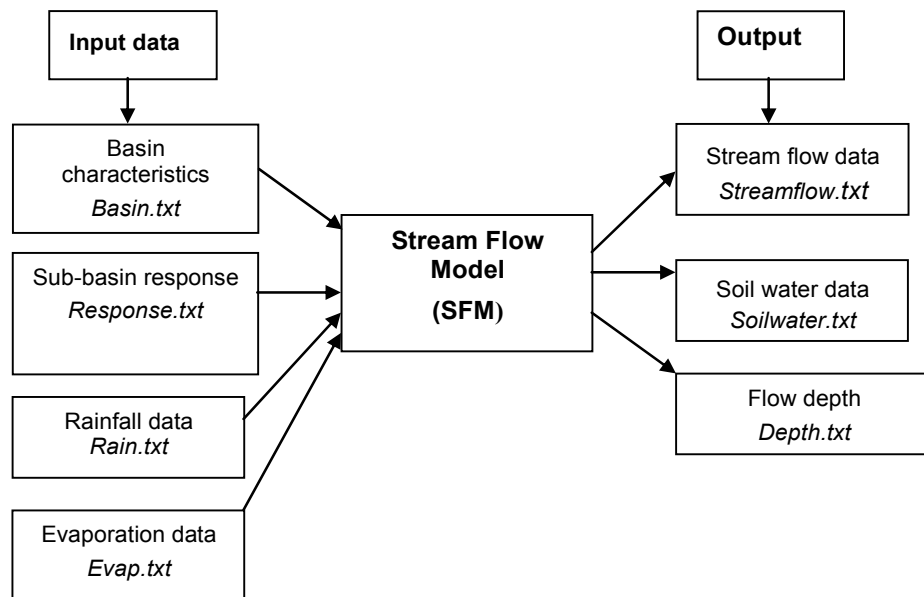 Input data
Basin
characteristics
Basin.txt
Sub-basin response
Response.txt
Rainfall data
Rain.txt
Evaporation data
Evap.txt
Stream Flow
Model
(SFM)
Output
Stream flow data
Streamflow.txt
Soil water data
Soilwater.txt
Flow depth
Depth.txt